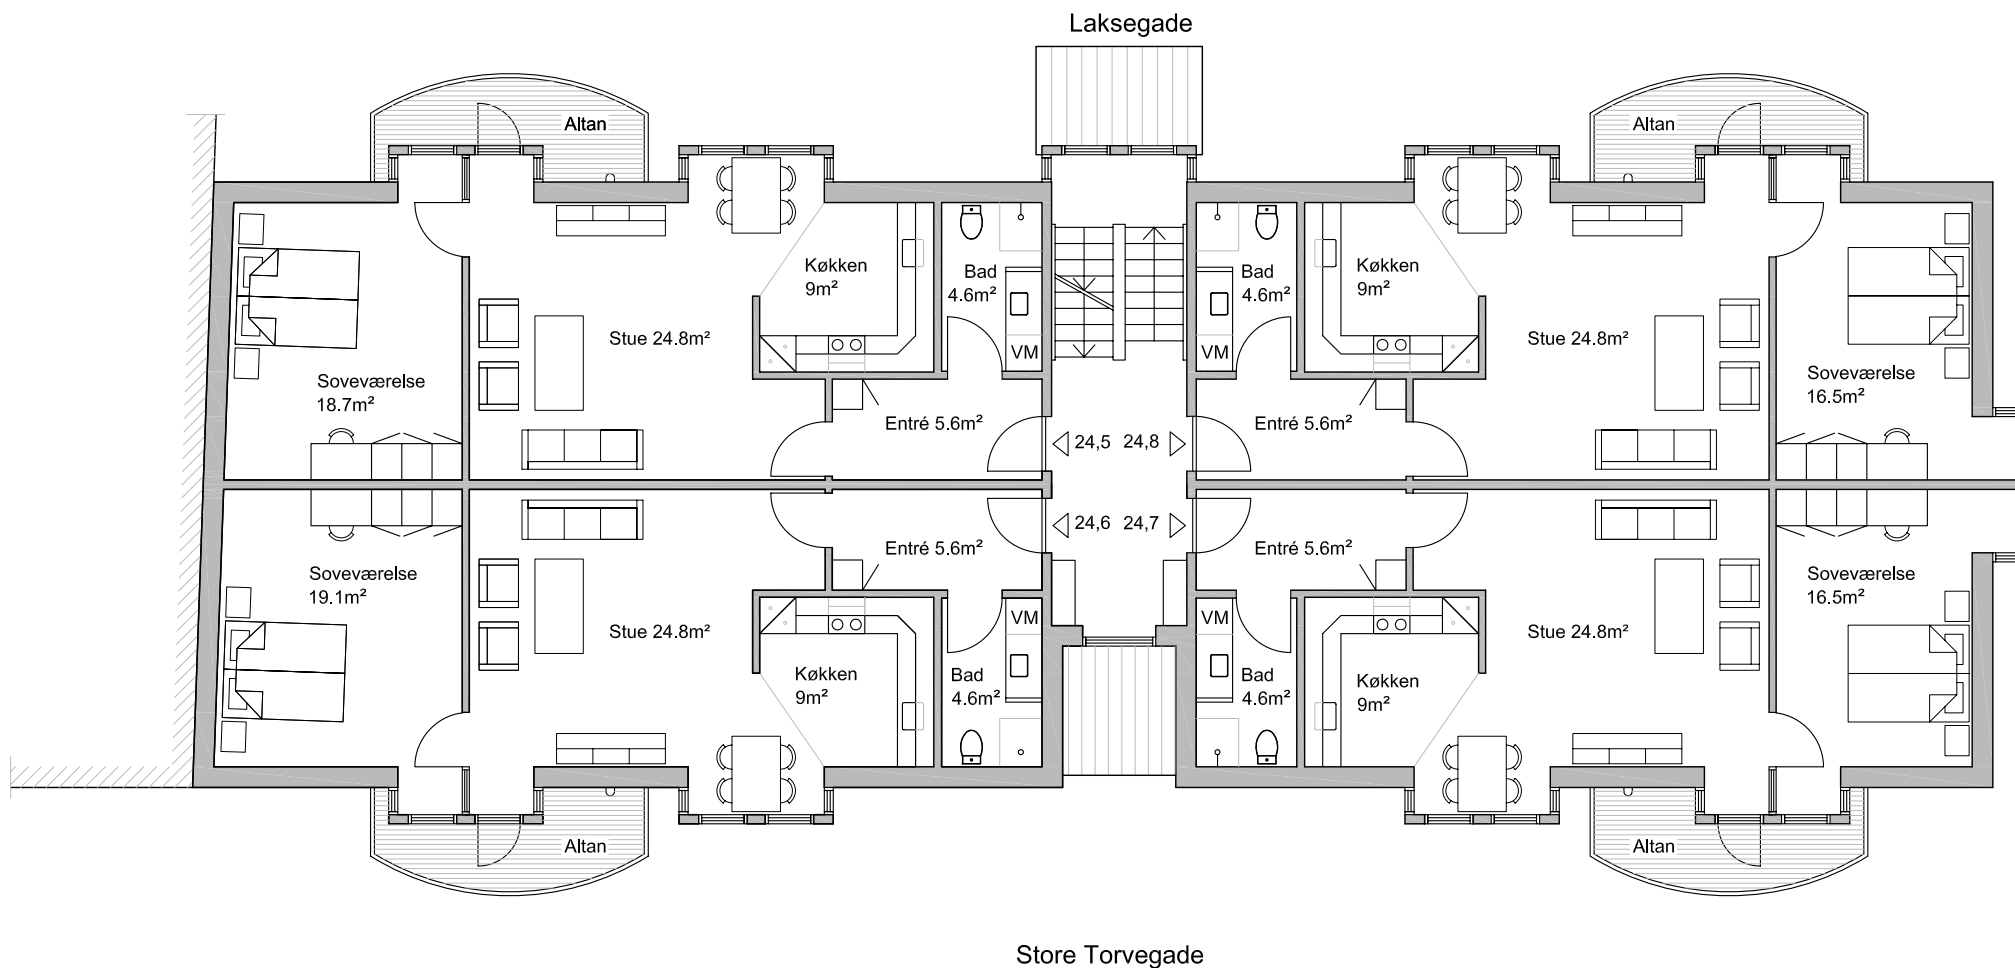 Laksegade
Altan
Altan
Køkken
9m²
Bad
4.6m²
Bad
4.6m²
Køkken
9m²
Stue 24.8m²
VM
VM
Stue 24.8m²
Soveværelse
18.7m²
Soveværelse
16.5m²
Entré 5.6m²
Entré 5.6m²
24,5 24,8
24,6 24,7
Entré 5.6m²
Entré 5.6m²
Soveværelse
19.1m²
Soveværelse
16.5m²
Stue 24.8m²
VM
VM
Stue 24.8m²
Køkken
9m²
Bad
4.6m²
Bad
4.6m²
Køkken
9m²
Altan
Altan
Store Torvegade